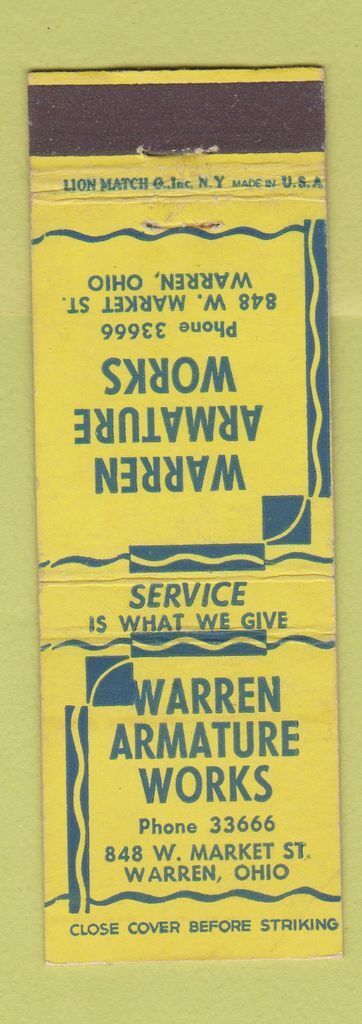 LION MATCH Co., Inc. N.Y MADE IN U.S.A
WARREN
ARMATURE
WORKS
Phone 33666
848 W. MARKET ST.
WARREN, OHIO
SERVICE
IS WHAT WE GIVE
WARREN
ARMATURE
WORKS
Phone 33666
848 W. MARKET ST.
WARREN, OHIO
CLOSE COVER BEFORE STRIKING